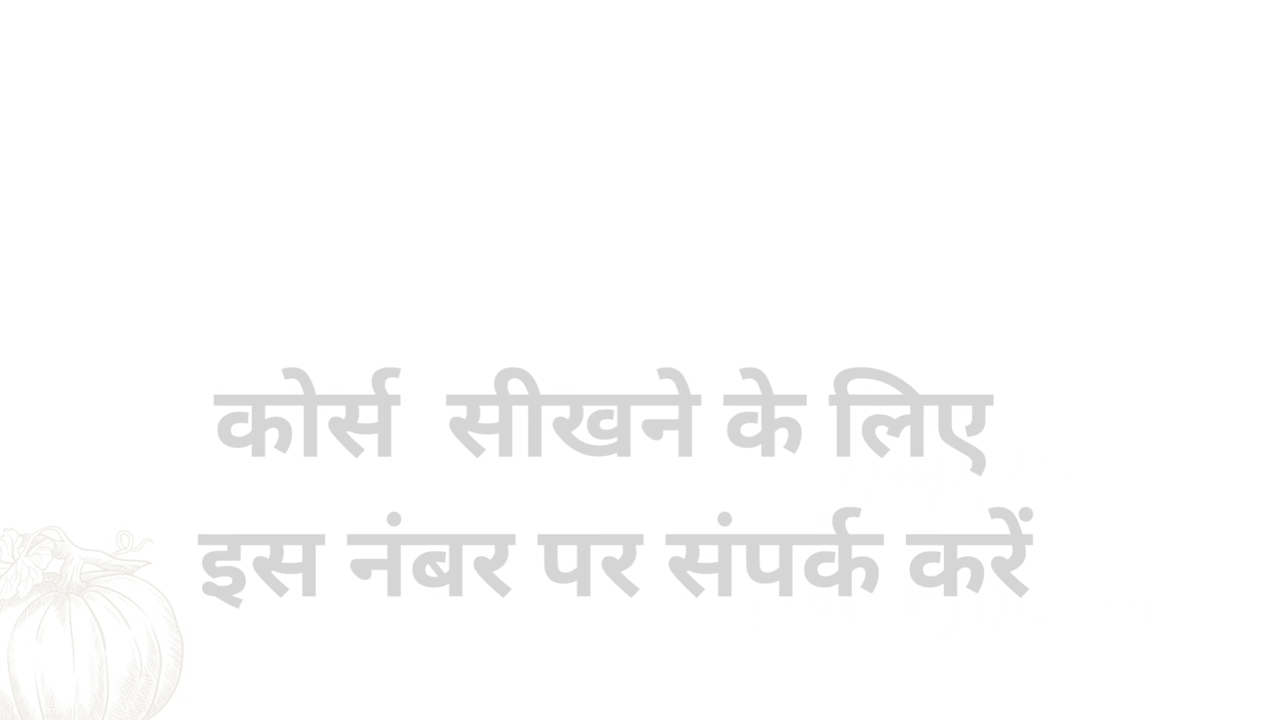 कोर्स सीखने के लिए
इस नंबर पर संपर्क करें